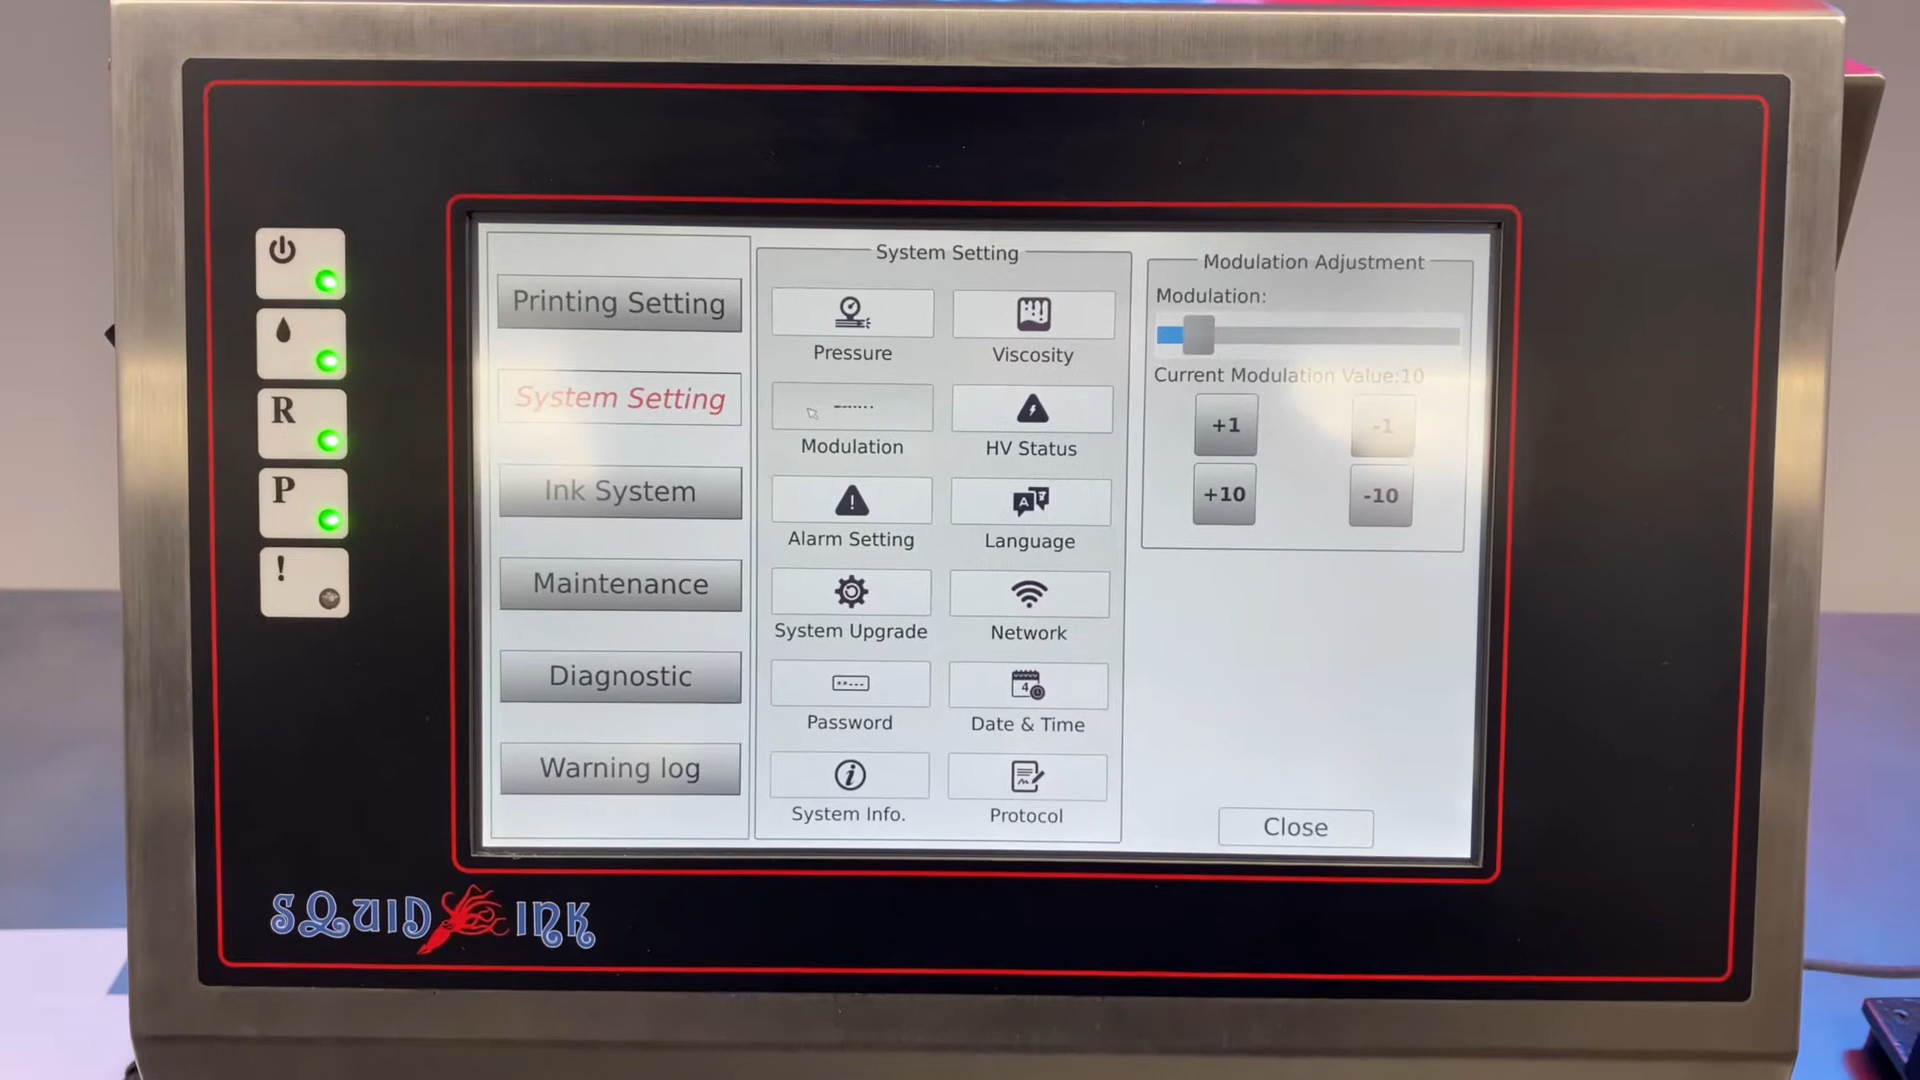 R
P
!
Printing Setting
System Setting
Ink System
Maintenance
Diagnostic
Warning log
System Setting
Pressure
Viscosity
Modulation
HV Status
Alarm Setting
Language
System Upgrade
Network
Password
Date & Time
System Info.
Protocol
Modulation Adjustment
Modulation:
Current Modulation Value:10
+1
-1
+10
-10
Close
SQUID INK